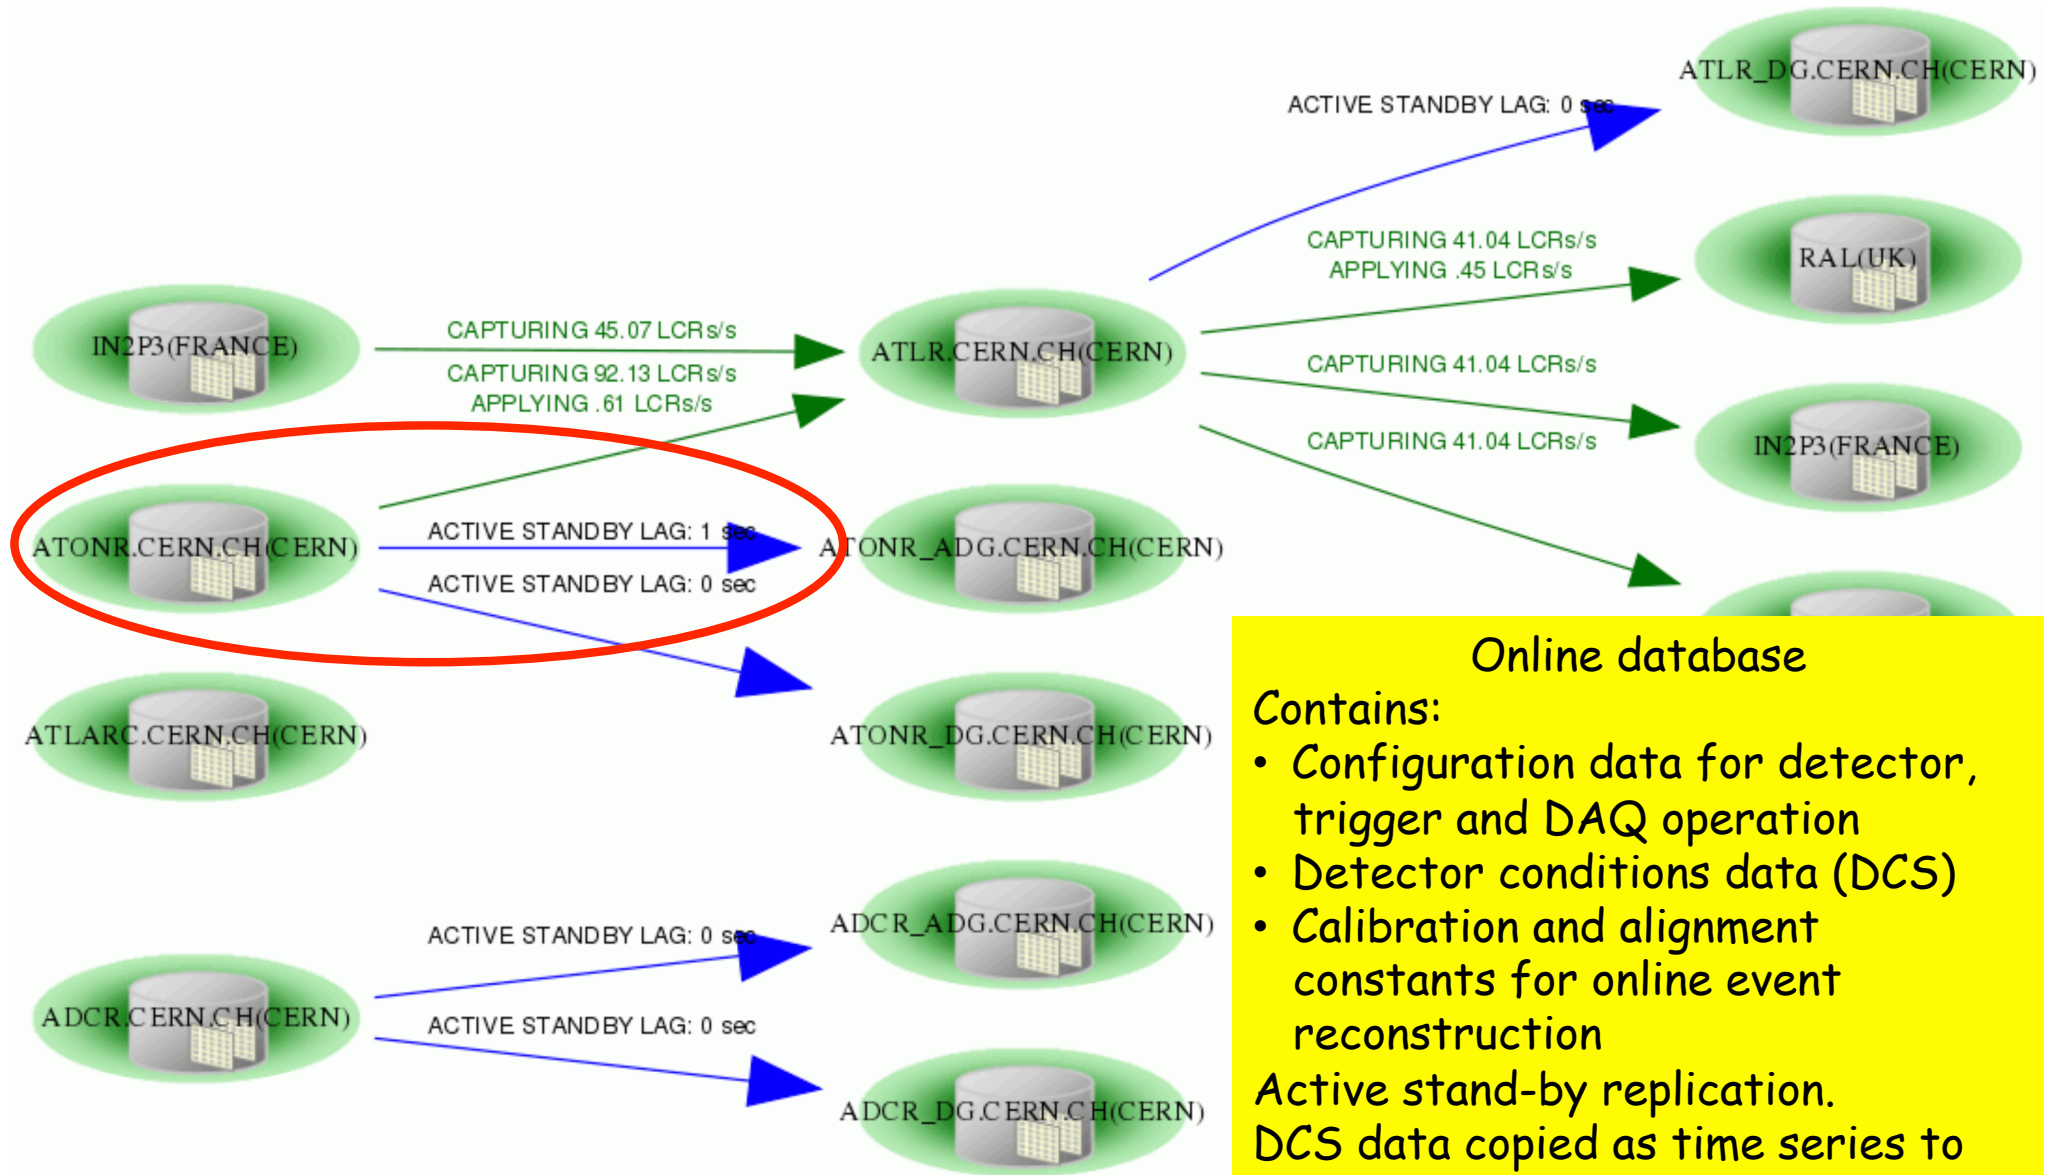 ATLR_DG.CERN.CH(CERN)
ACTIVE STANDBY LAG: 0 sec
CAPTURING 41.04 LCRs/s
APPLYING .45 LCRs/s
RAL(UK)
CAPTURING 45.07 LCRs/s
IN2P3(FRANCE)
ATLR.CERN.CH(CERN)
CAPTURING 41.04 LCRs/s
CAPTURING 92.13 LCRs/s
APPLYING .61 LCRs/s
CAPTURING 41.04 LCRs/s
IN2P3(FRANCE)
ACTIVE STANDBY LAG: 1 sec
ATONR.CERN.CH(CERN)
ATONR_ADG.CERN.CH(CERN)
ACTIVE STANDBY LAG: 0 sec
ATLARC.CERN.CH(CERN)
ATONR_DG.CERN.CH(CERN)
ACTIVE STANDBY LAG: 0 sec
ADCR_ADG.CERN.CH(CERN)
ADCR.CERN.CH(CERN)
ACTIVE STANDBY LAG: 0 sec
ADCR_DG.CERN.CH(CERN)
Online database
Contains:
• Configuration data for detector,
trigger and DAQ operation
• Detector conditions data (DCS)
• Calibration and alignment
constants for online event
reconstruction
Active stand-by replication.
DCS data copied as time series to